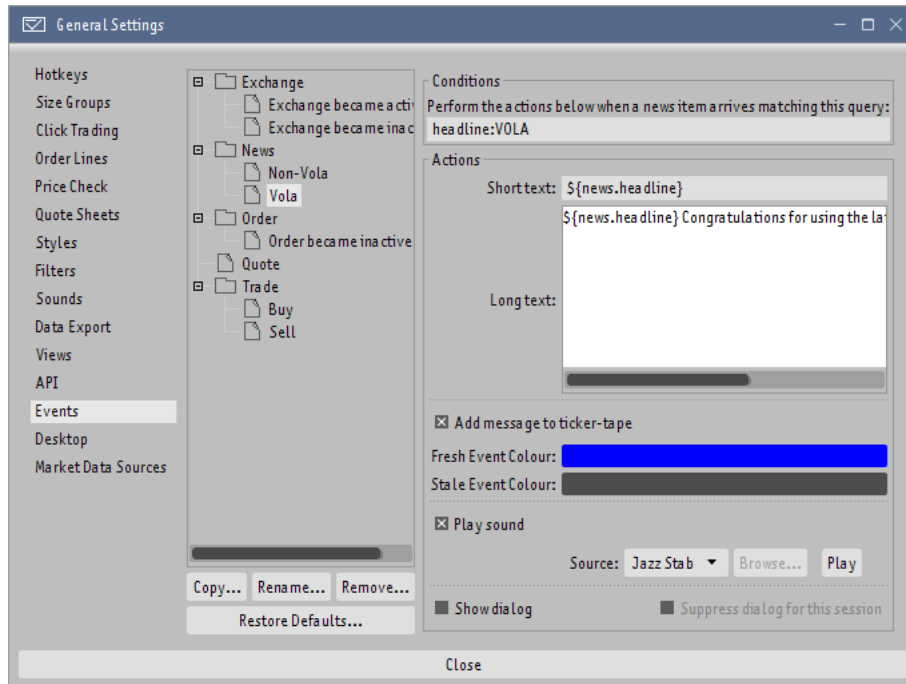 General Settings
Hotkeys
Size Groups
Click Trading
Order Lines
Price Check
Quote Sheets
Styles
Filters
Sounds
Data Export
Views
API
Events
Desktop
Market Data Sources
Exchange
Exchange became acti
Exchange became inac
News
Non-Vola
Vola
Order
Order became inactive
Quote
Trade
Buy
Sell
Copy... Rename... Remove...
Restore Defaults...
Conditions
Perform the actions below when a news item arrives matching this query:
headline:VOLA
Actions
Short text: ${news.headline}
Long text: ${news.headline} Congratulations for using the la
Add message to ticker-tape
Fresh Event Colour:
Stale Event Colour:
Play sound
Source: Jazz Stab Browse... Play
Show dialog Suppress dialog for this session
Close